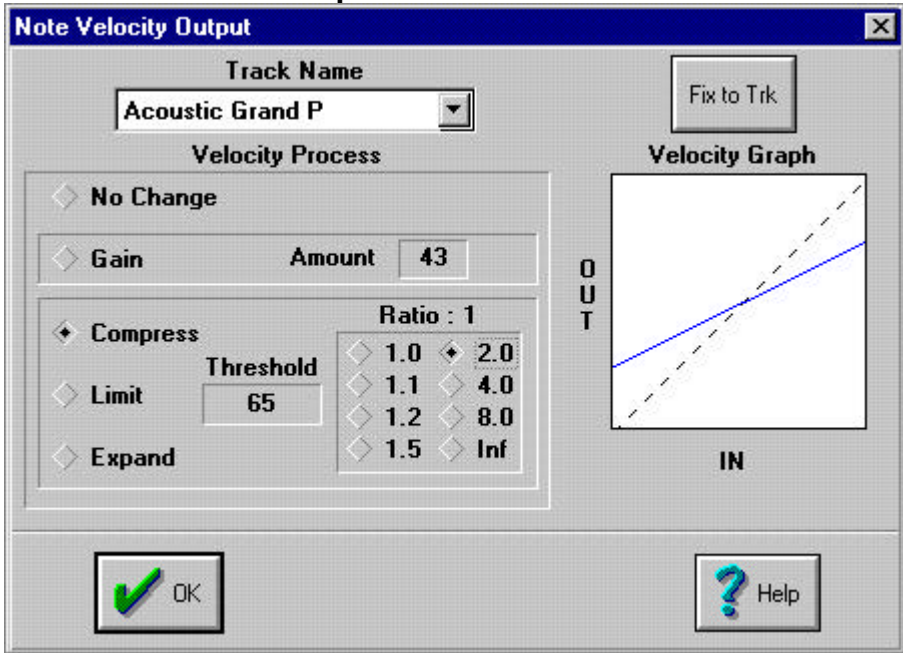 Note Velocity Output
Track Name
Acoustic Grand P
Fix to Trk
Velocity Process
Velocity Graph
No Change
Gain Amount 43
Compress
Limit
Expand
Threshold
65
Ratio : 1
1.0 2.0
1.1 4.0
1.2 8.0
1.5 Inf
OUT
IN
OK
Help